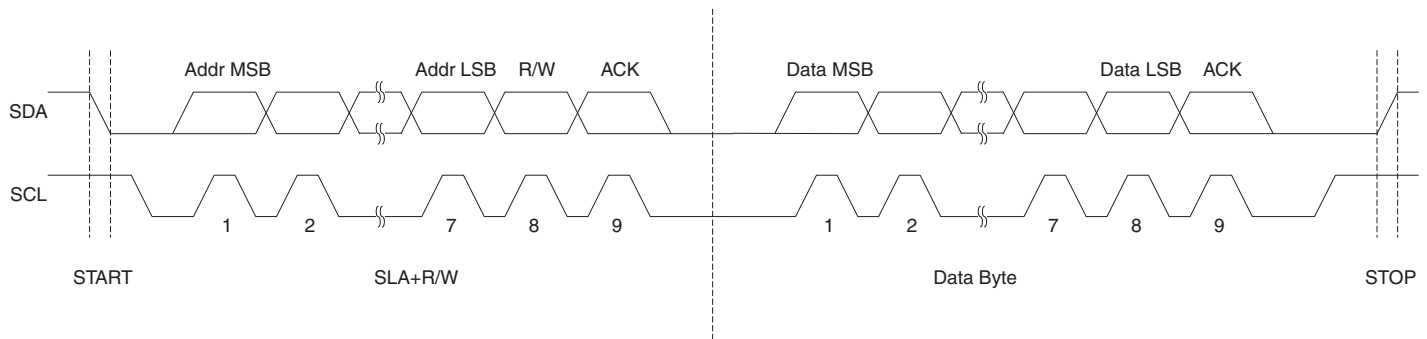 Addr MSB Addr LSB R/W ACK Data MSB Data LSB ACK
SDA
SCL
1 2 7 8 9 1 2 7 8 9
START SLA+R/W Data Byte STOP